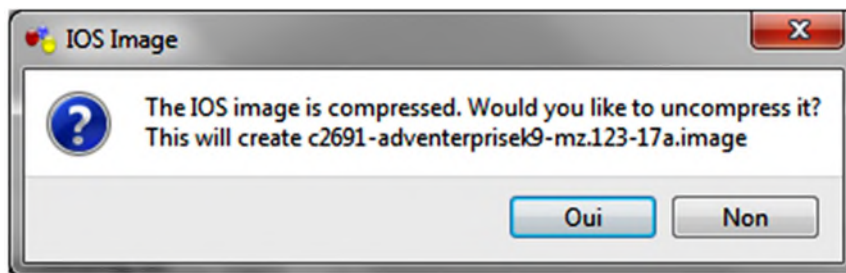 IOS Image
The IOS image is compressed. Would you like to uncompress it?
This will create c2691-adventerprisek9-mz.123-17a.image
Oui
Non